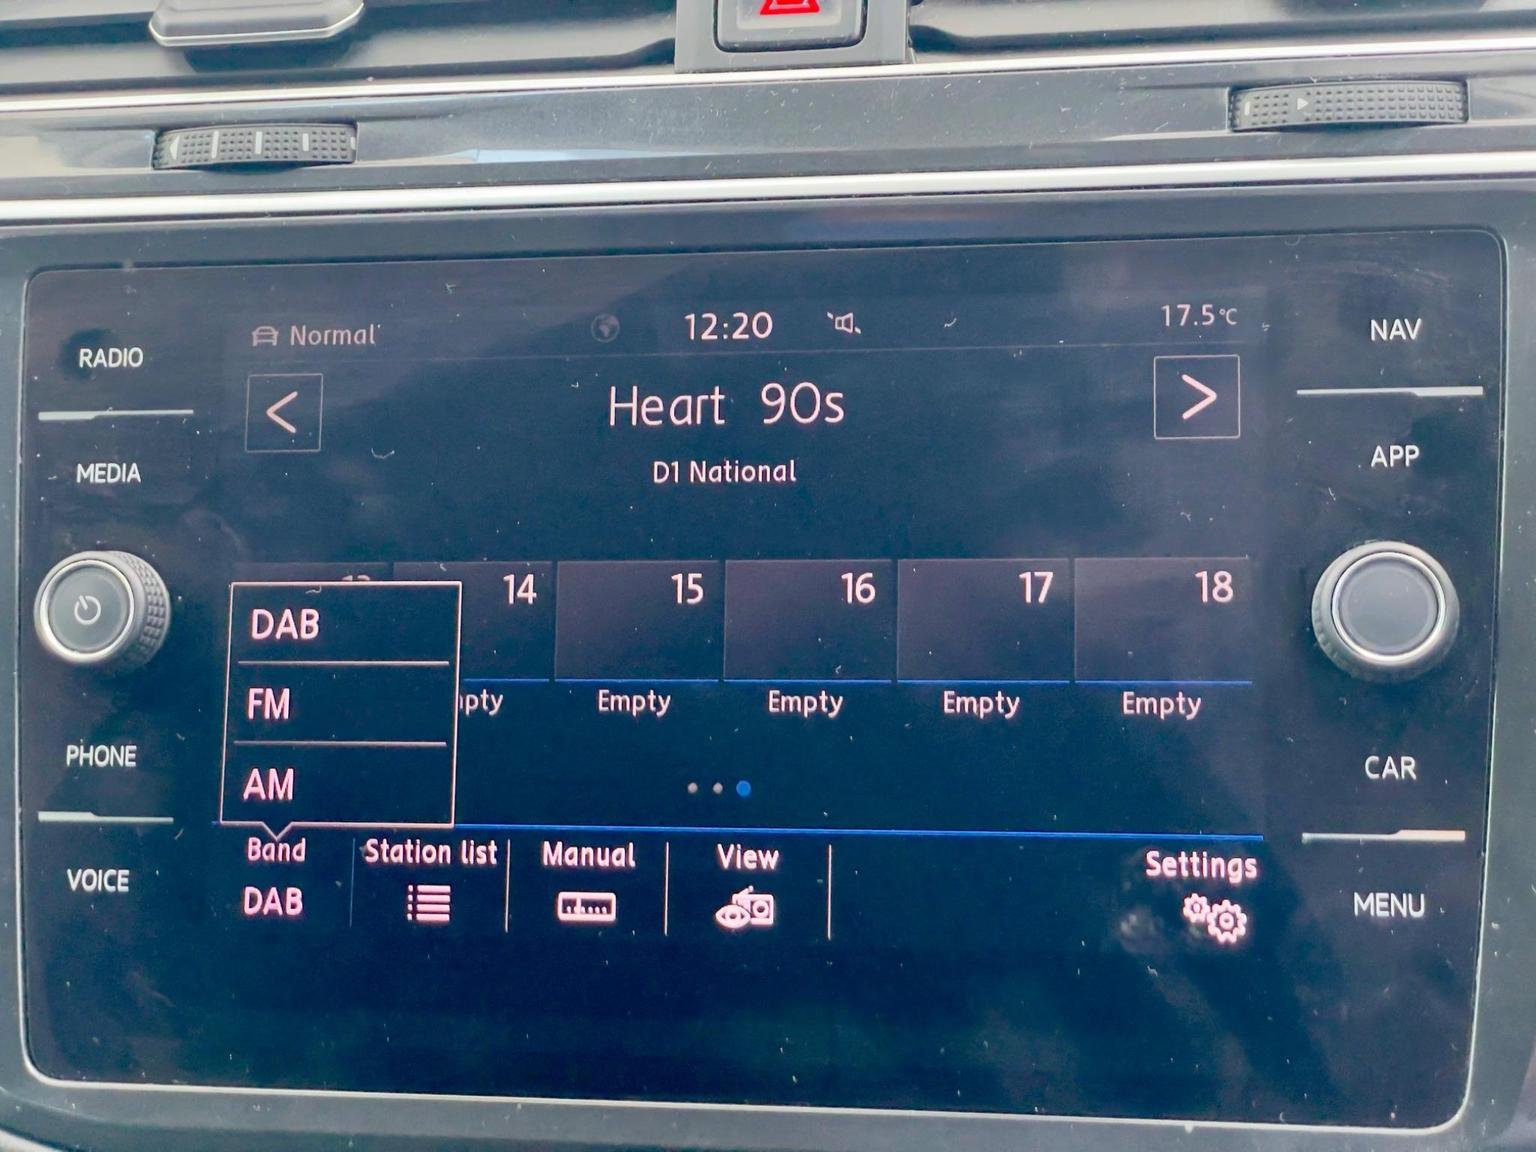 Normal
12:20
17.5°C
RADIO
NAV
<
Heart 90s
>
D1 National
MEDIA
APP
14 15 16 17 18
DAB
FM
Empty Empty Empty Empty
AM
PHONE
CAR
Band
Station list
Manual
View
Settings
DAB
VOICE
MENU